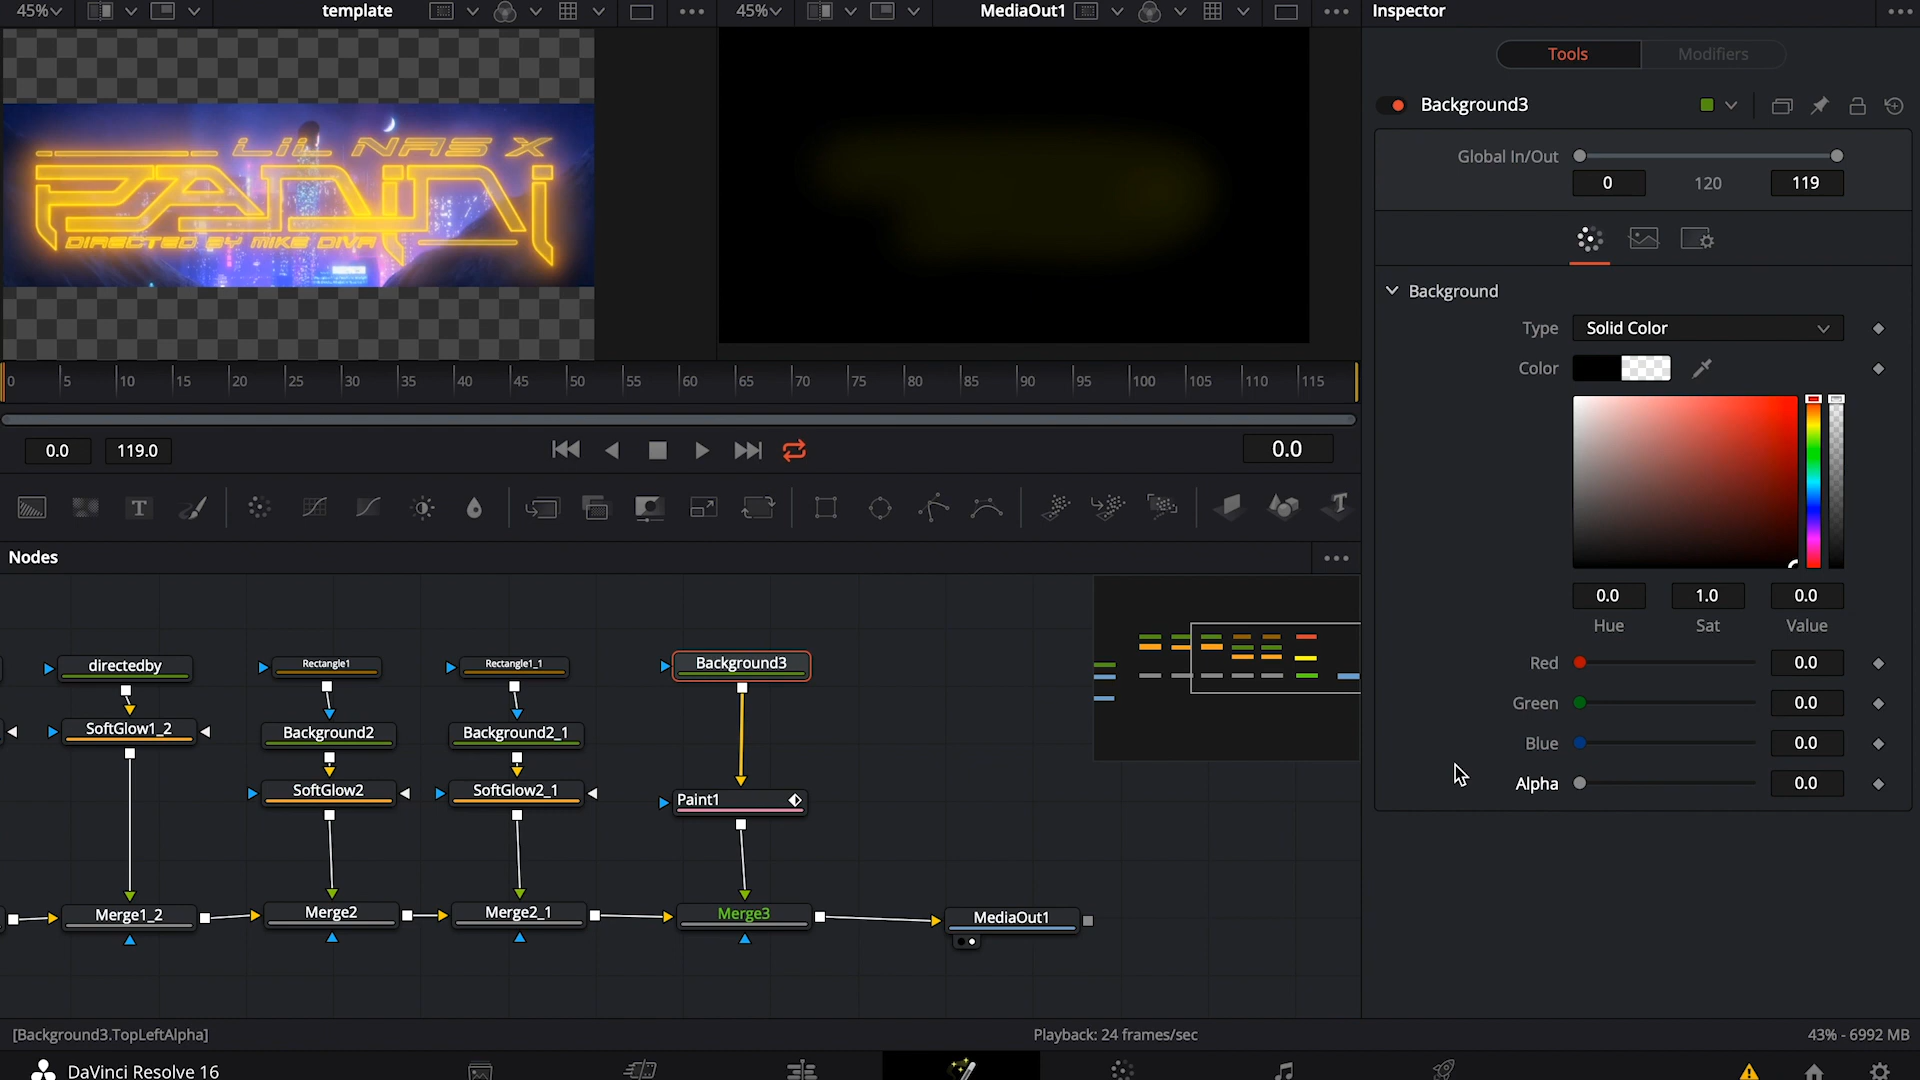 45%
template
45%
MediaOut1
Inspector
Tools
Modifiers
LIL NAS X
PANINI
DIRECTED BY MIKE DIVA
Background3
Global In/Out
0
120
119
Background
Type
Solid Color
Color
0
5
10
15
20
25
30
35
40
45
50
55
60
65
70
75
80
85
90
95
100
105
110
115
0.0
119.0
0.0
T
T
Nodes
0.0
1.0
0.0
Hue
Sat
Value
Red
0.0
Green
0.0
Blue
0.0
Alpha
0.0
directedby
Rectangle1
Rectangle1_1
Background3
SoftGlow1_2
Background2
Background2_1
SoftGlow2
SoftGlow2_1
Paint1
Merge1_2
Merge2
Merge2_1
Merge3
MediaOut1
[Background3.TopLeftAlpha]
Playback: 24 frames/sec
43% - 6992 MB
DaVinci Resolve 16